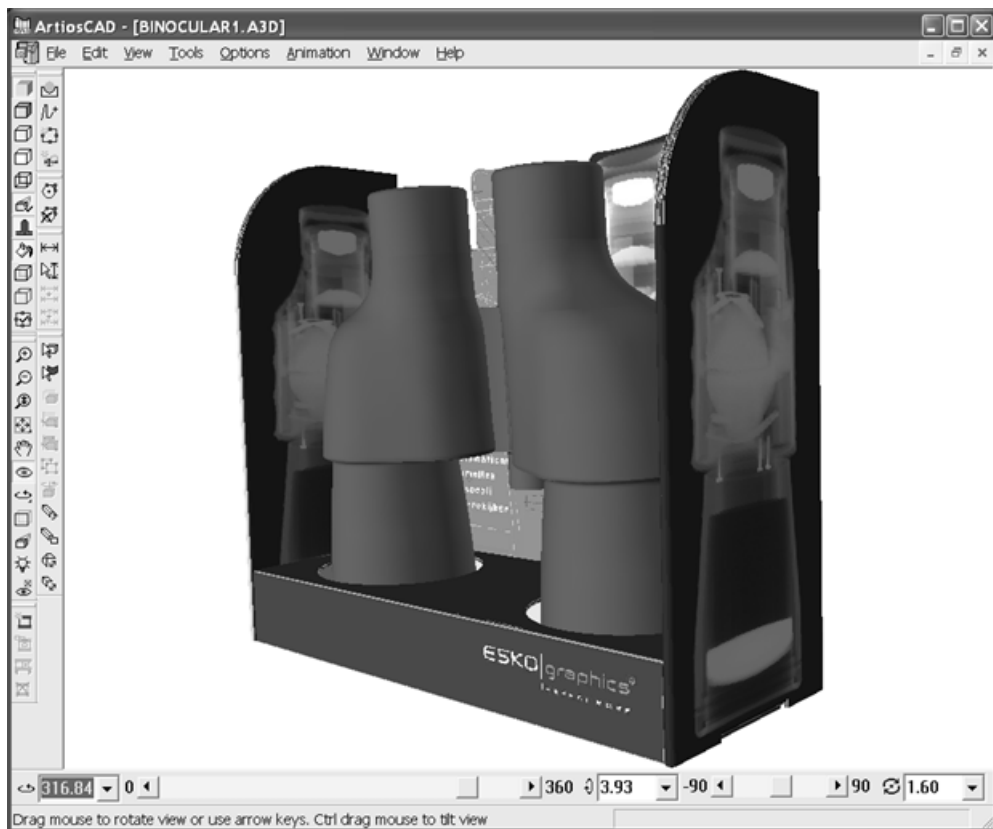 ArtiosCAD - [BINOCULAR1.A3D]
File Edit View Tools Options Animation Window Help
ESKO|graphics
316.84 0 360 3.93 -90 90 1.60
Drag mouse to rotate view or use arrow keys. Ctrl drag mouse to tilt view